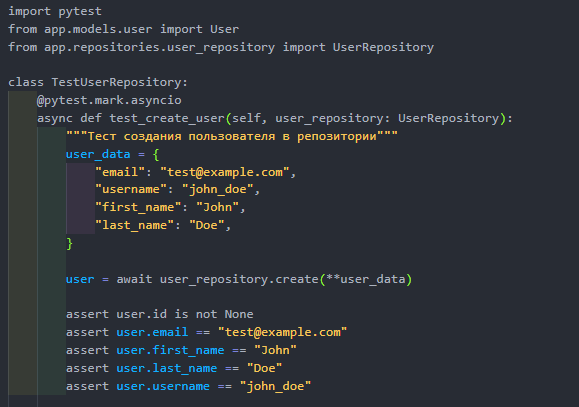 import pytest
from app.models.user import User
from app.repositories.user_repository import UserRepository

class TestUserRepository:
    @pytest.mark.asyncio
    async def test_create_user(self, user_repository: UserRepository):
        """Тест создания пользователя в репозитории"""
        user_data = {
            "email": "test@example.com",
            "username": "john_doe",
            "first_name": "John",
            "last_name": "Doe",
        }

        user = await user_repository.create(**user_data)

        assert user.id is not None
        assert user.email == "test@example.com"
        assert user.first_name == "John"
        assert user.last_name == "Doe"
        assert user.username == "john_doe"